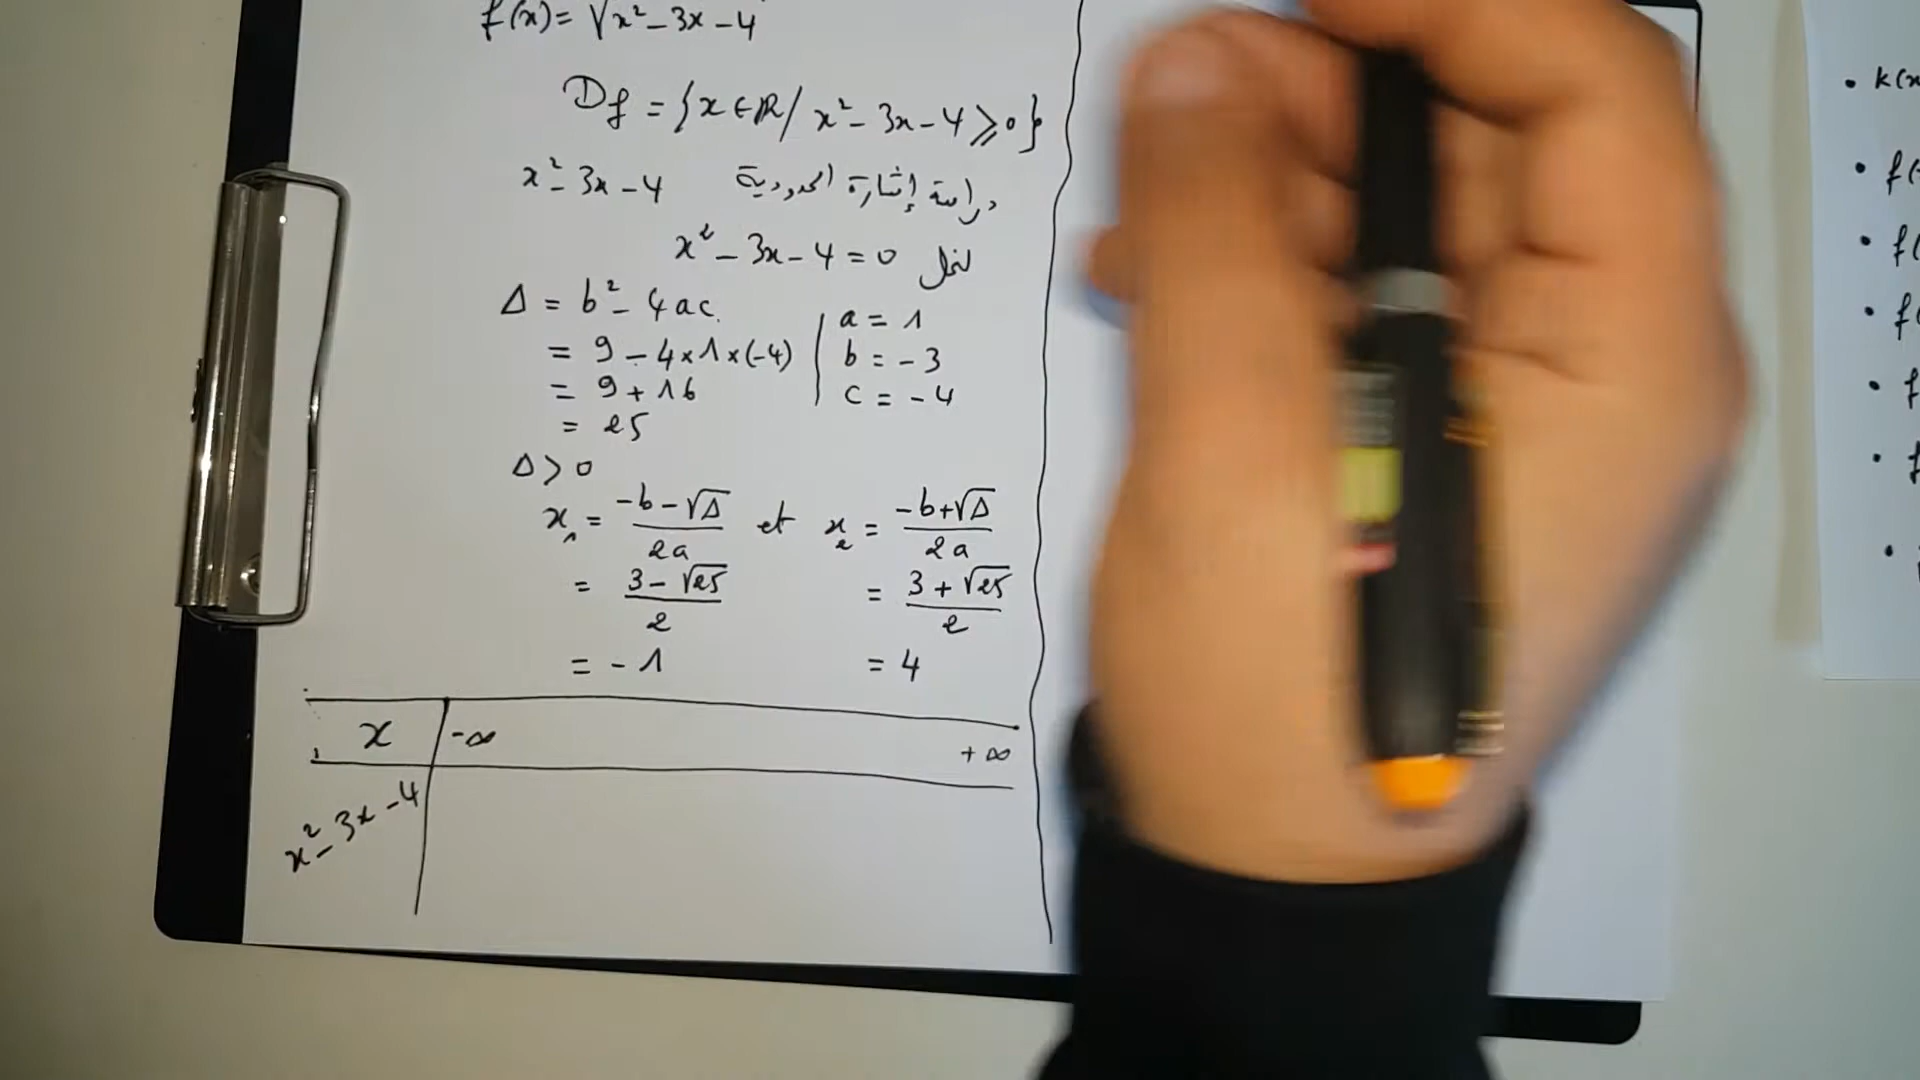 f(x) = √x² - 3x - 4
Df = {x ∈ ℝ / x² - 3x - 4 ⩾ 0}
دراسة إشارة الحدودية x² - 3x - 4
لنحل x² - 3x - 4 = 0
Δ = b² - 4ac.
= 9 - 4 × 1 × (-4)
= 9 + 16
= 25
a = 1
b = -3
c = -4
Δ > 0
x₁ = (-b - √Δ)/2a et x₂ = (-b + √Δ)/2a
= (3 - √25)/2 = (3 + √25)/2
= -1 = 4
x -∞ +∞
x² - 3x - 4
• k(x
• f(
• f(
• f(
• f
• f
•